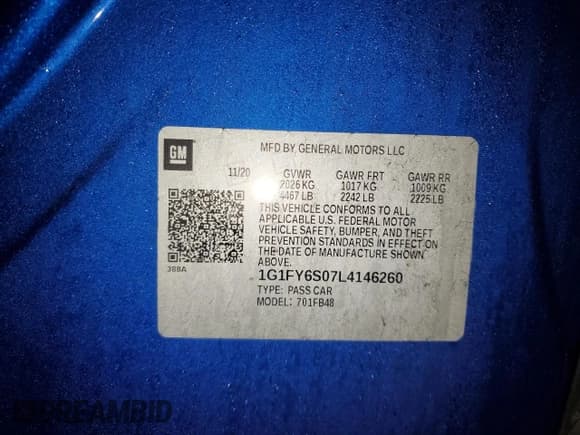 GM
MFD BY GENERAL MOTORS LLC
11/20 GVWR GAWR FRT GAWR RR
2026 KG 1017 KG 1009 KG
4467 LB 2242 LB 2225 LB
THIS VEHICLE CONFORMS TO ALL
APPLICABLE U.S. FEDERAL MOTOR
VEHICLE SAFETY, BUMPER, AND THEFT
PREVENTION STANDARDS IN EFFECT ON
THE DATE OF MANUFACTURE SHOWN
ABOVE.
388A
1G1FY6S07L4146260
TYPE: PASS CAR
MODEL: 701FB48
DREAMBID